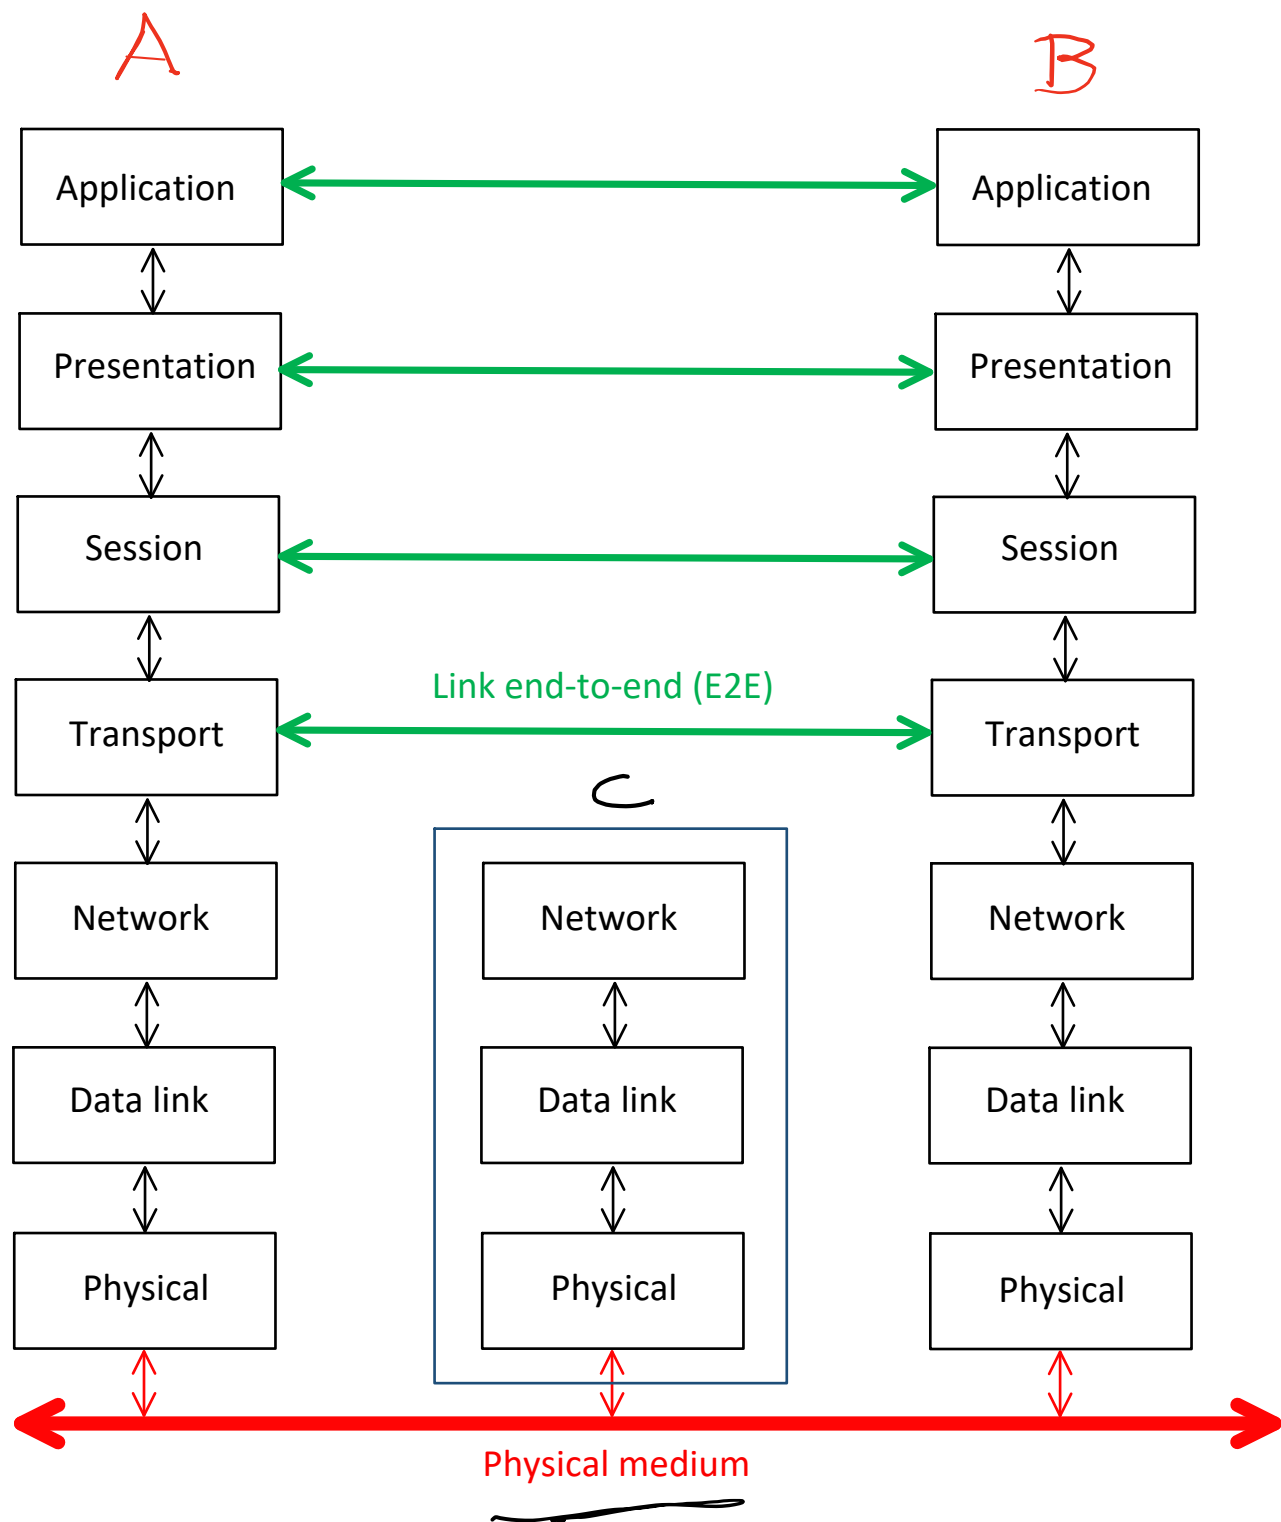 A B
Application Application
Presentation Presentation
Session Session
Link end-to-end (E2E)
Transport Transport
C
Network Network Network
Data link Data link Data link
Physical Physical Physical
Physical medium